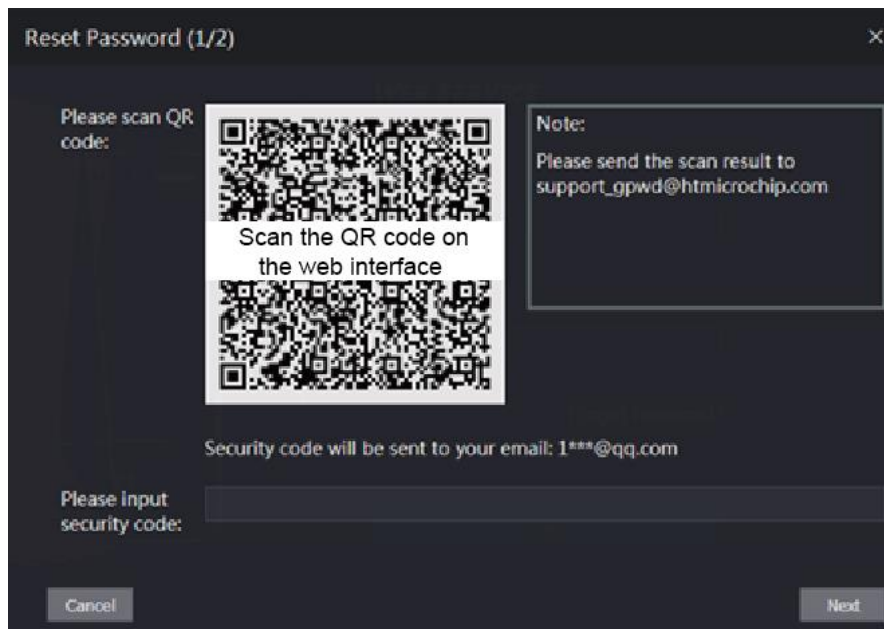 Reset Password (1/2)
×
Please scan QR
code:
Scan the QR code on
the web interface
Note:
Please send the scan result to
support_gpwd@htmicrochip.com
Security code will be sent to your email: 1***@qq.com
Please input
security code:
Cancel
Next